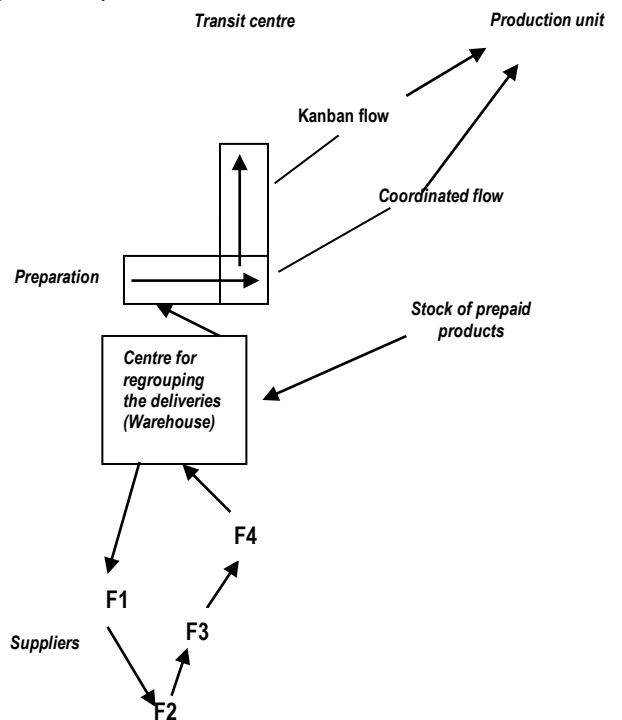 Transit centre
Production unit
Kanban flow
Coordinated flow
Preparation
Stock of prepaid
products
Centre for
regrouping
the deliveries
(Warehouse)
F4
F1
F3
Suppliers
F2